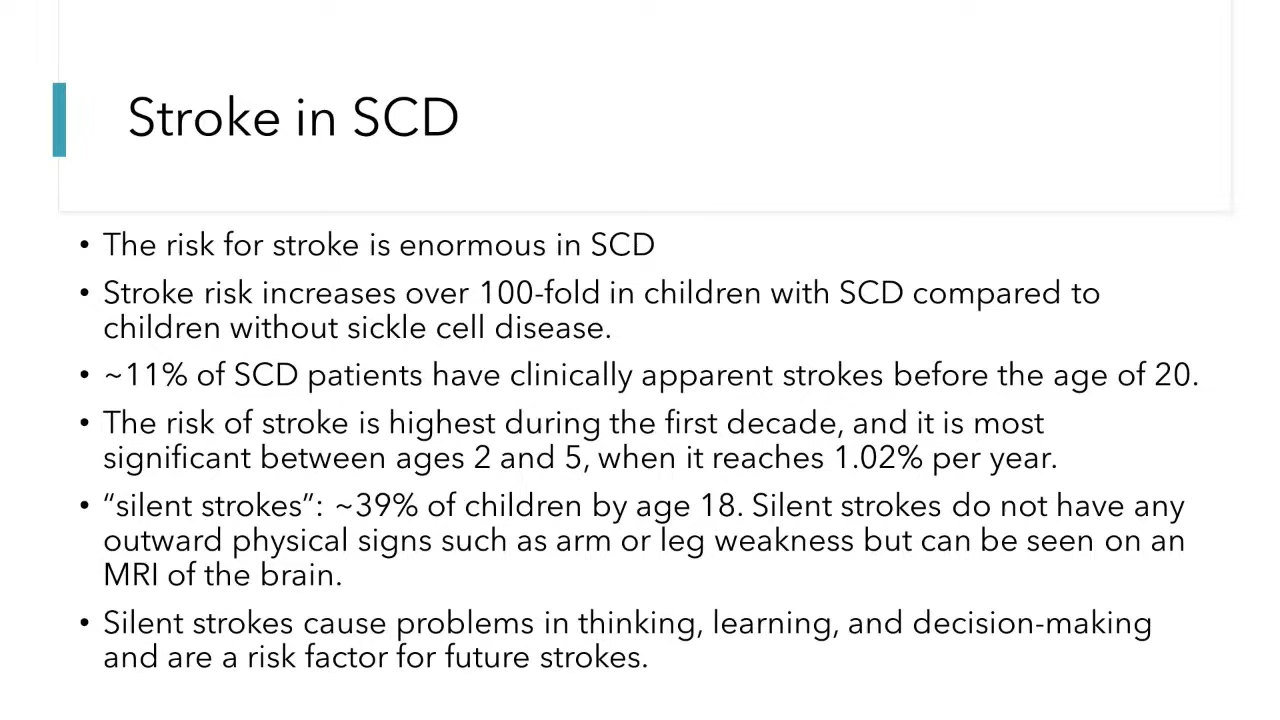 Stroke in SCD
• The risk for stroke is enormous in SCD
• Stroke risk increases over 100-fold in children with SCD compared to
children without sickle cell disease.
• ~11% of SCD patients have clinically apparent strokes before the age of 20.
• The risk of stroke is highest during the first decade, and it is most
significant between ages 2 and 5, when it reaches 1.02% per year.
• “silent strokes”: ~39% of children by age 18. Silent strokes do not have any
outward physical signs such as arm or leg weakness but can be seen on an
MRI of the brain.
• Silent strokes cause problems in thinking, learning, and decision-making
and are a risk factor for future strokes.